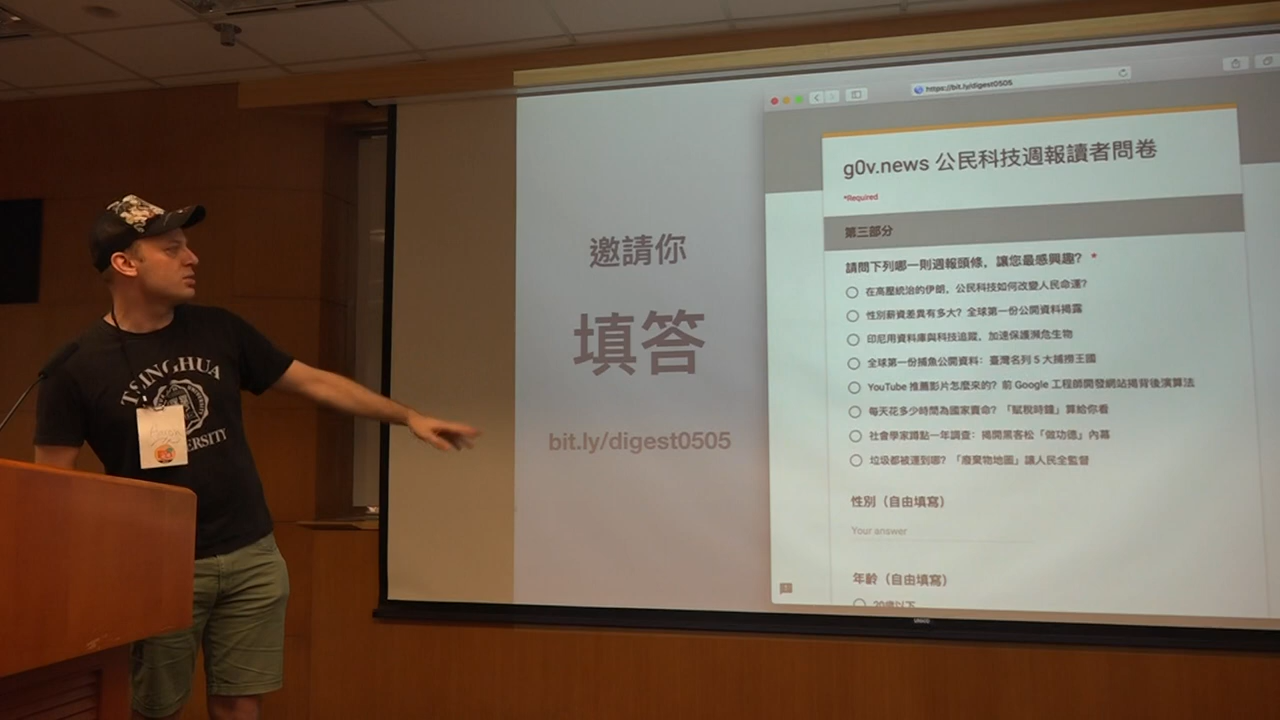 TSINGHUA
UNIVERSITY
邀請你
填答
bit.ly/digest0505
https://bit.ly/digest0505
g0v.news 公民科技週報讀者問卷
*Required
第三部分
請問下列哪一則週報頭條，讓您最感興趣？ *
在高壓統治的伊朗，公民科技如何改變人民命運？
性別薪資差異有多大？全球第一份公開資料揭露
印尼用資料庫與科技追蹤，加速保護瀕危生物
全球第一份捕魚公開資料：臺灣名列 5 大捕撈王國
YouTube 推薦影片怎麼來的？前 Google 工程師開發網站揭背後演算法
每天花多少時間為國家賣命？「賦稅時鐘」算給你看
社會學家蹲點一年調查：揭開黑客松「做功德」內幕
垃圾都被運到哪？「廢棄物地圖」讓人民全監督
性別（自由填寫）
Your answer
年齡（自由填寫）
20歲以下